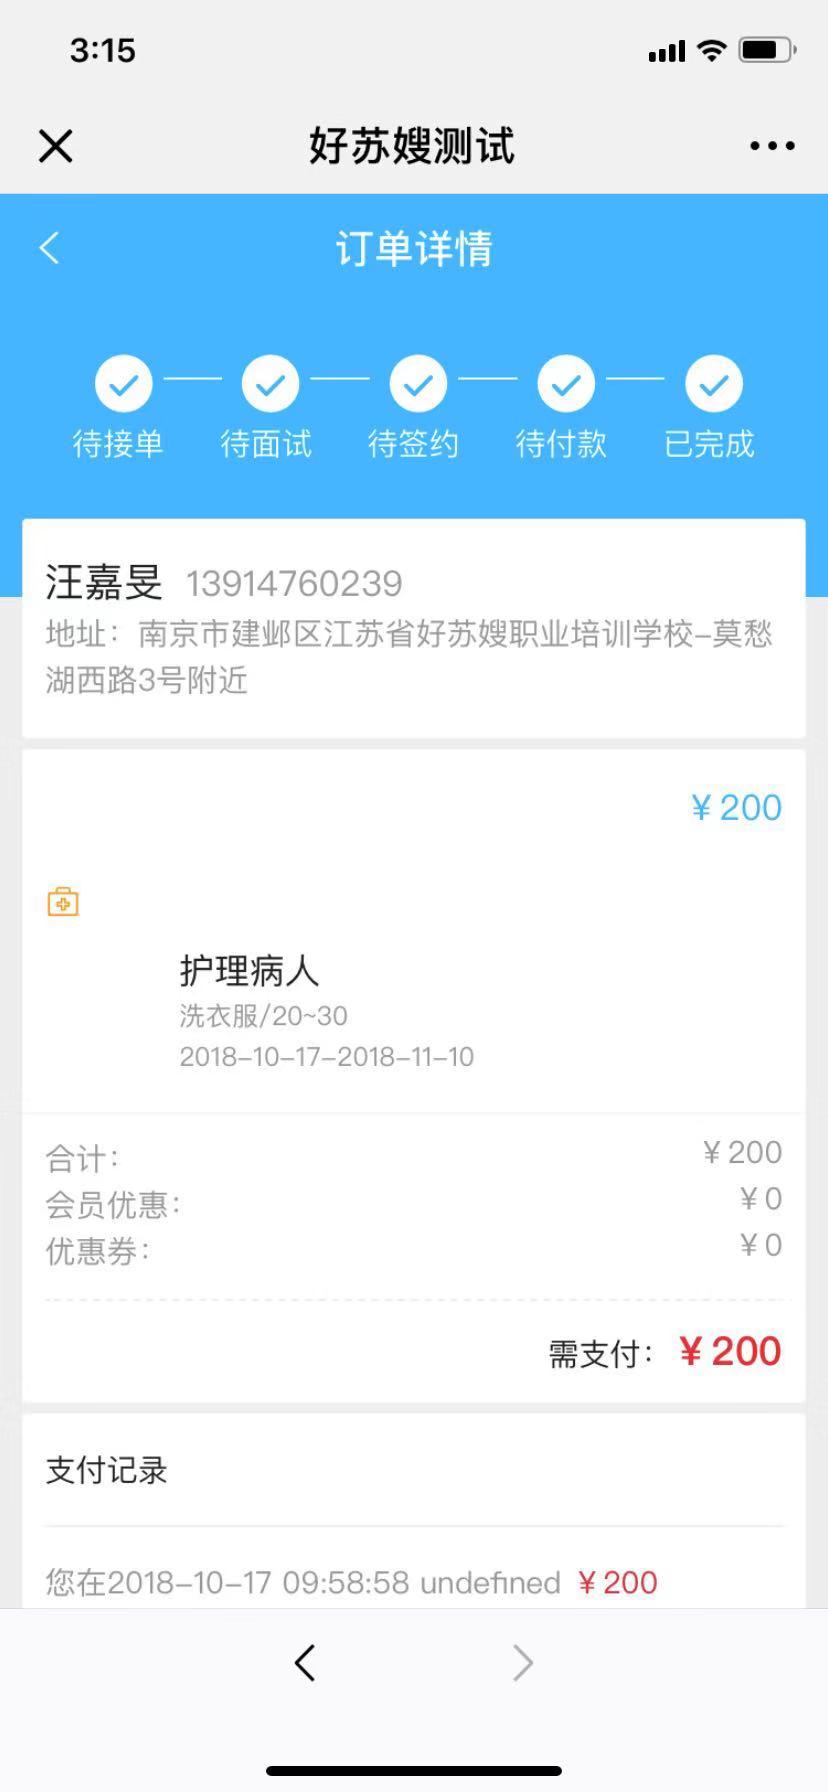 3:15
好苏嫂测试
订单详情
待接单 待面试 待签约 待付款 已完成
汪嘉旻 13914760239
地址：南京市建邺区江苏省好苏嫂职业培训学校-莫愁
湖西路3号附近
¥200
护理病人
洗衣服/20~30
2018-10-17-2018-11-10
合计： ¥200
会员优惠： ¥0
优惠券： ¥0
需支付： ¥200
支付记录
您在2018-10-17 09:58:58 undefined ¥200